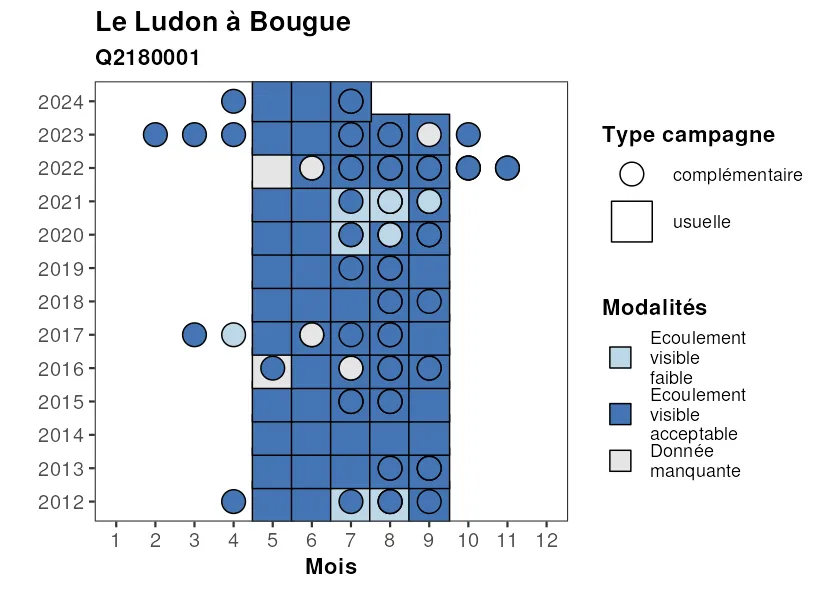 Le Ludon à Bougue
Q2180001
2024
2023
2022
2021
2020
2019
2018
2017
2016
2015
2014
2013
2012
1 2 3 4 5 6 7 8 9 10 11 12
Mois
Type campagne
complémentaire
usuelle
Modalités
Ecoulement
visible
faible
Ecoulement
visible
acceptable
Donnée
manquante